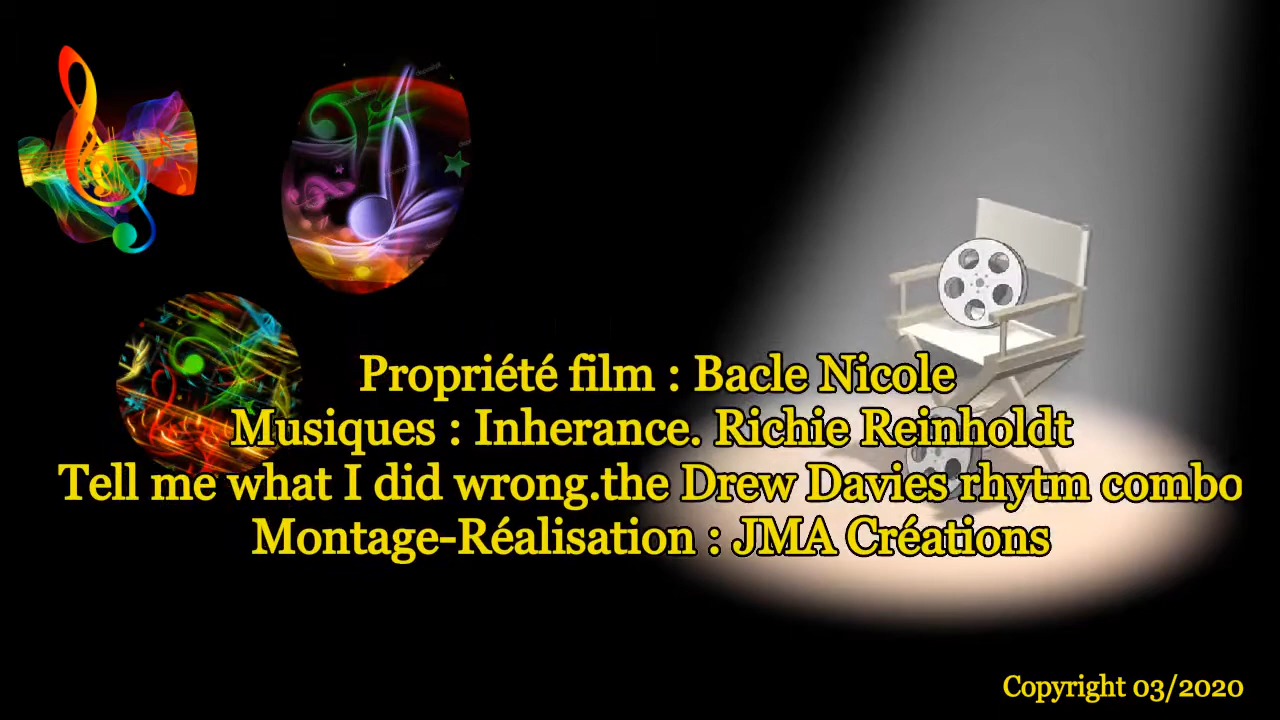 Propriété film : Bacle Nicole
Musiques : Inherance. Richie Reinholdt
Tell me what I did wrong.the Drew Davies rhytm combo
Montage-Réalisation : JMA Créations
Copyright 03/2020